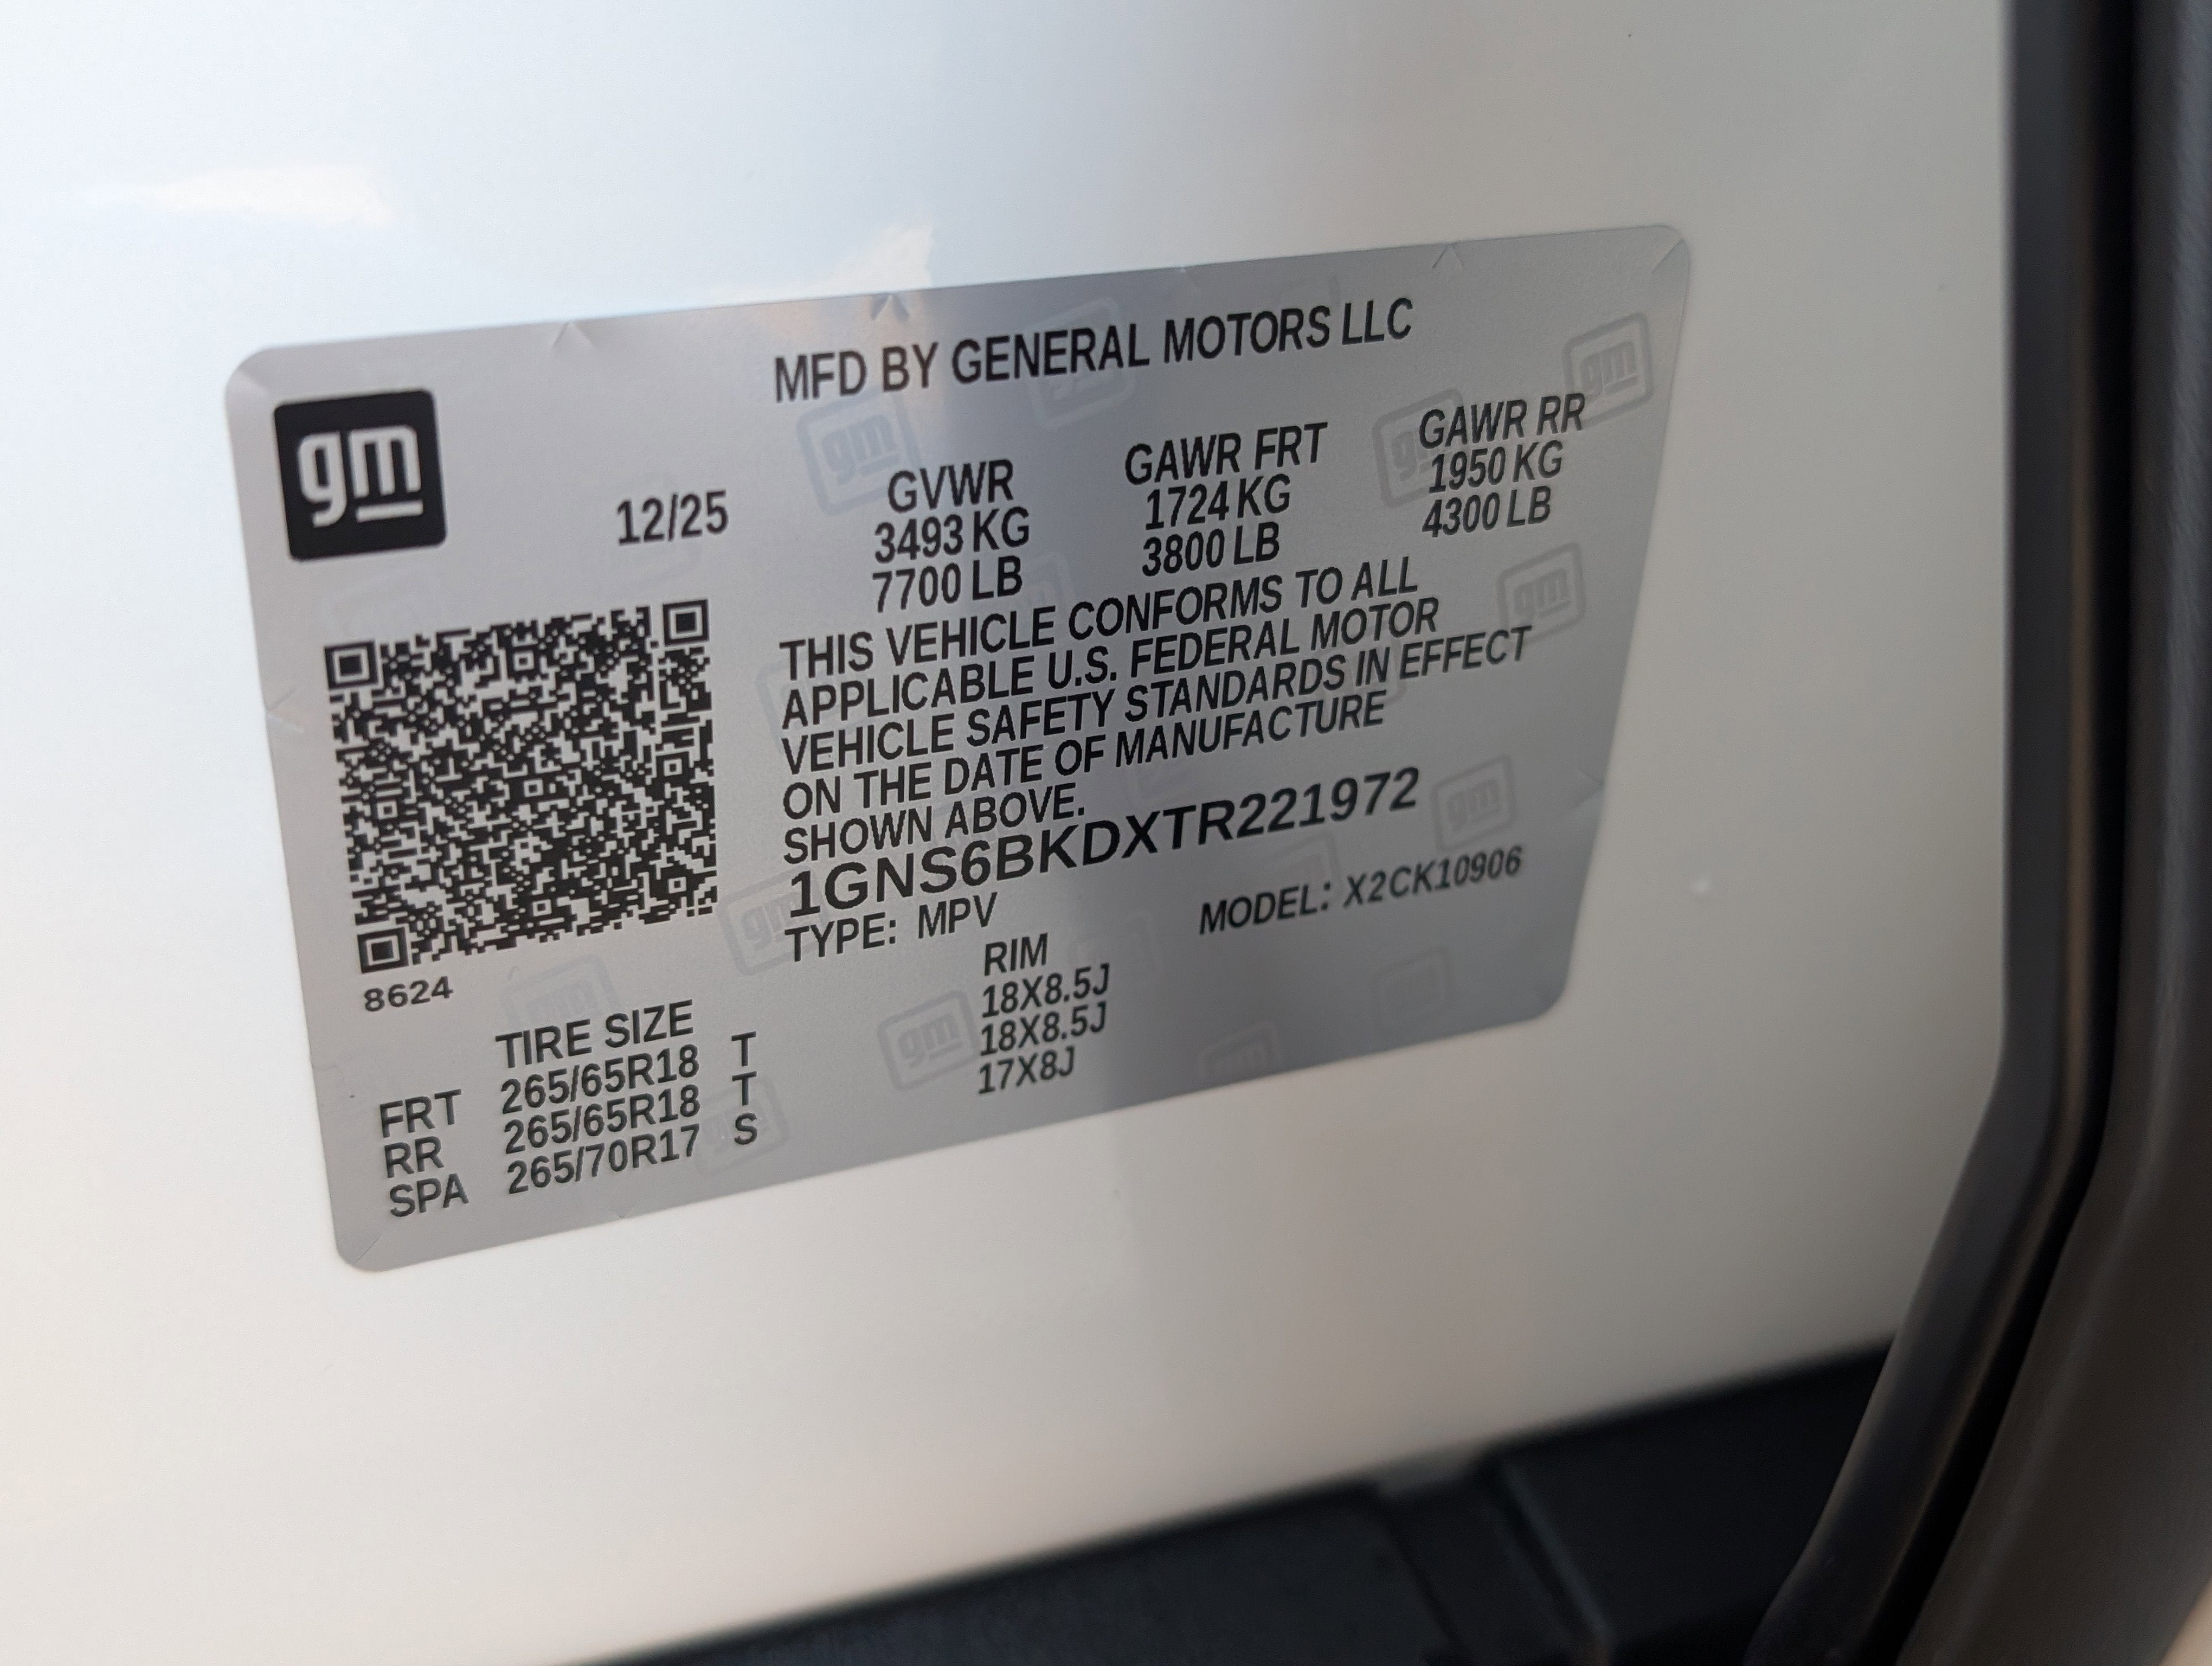 MFD BY GENERAL MOTORS LLC
gm
12/25
GVWR GAWR FRT GAWR RR
3493 KG 1724 KG 1950 KG
7700 LB 3800 LB 4300 LB
THIS VEHICLE CONFORMS TO ALL
APPLICABLE U.S. FEDERAL MOTOR
VEHICLE SAFETY STANDARDS IN EFFECT
ON THE DATE OF MANUFACTURE
SHOWN ABOVE.
1GNS6BKDXTR221972
TYPE: MPV MODEL: X2CK10906
8624
TIRE SIZE RIM
FRT 265/65R18 T 18X8.5J
RR 265/65R18 T 18X8.5J
SPA 265/70R17 S 17X8J